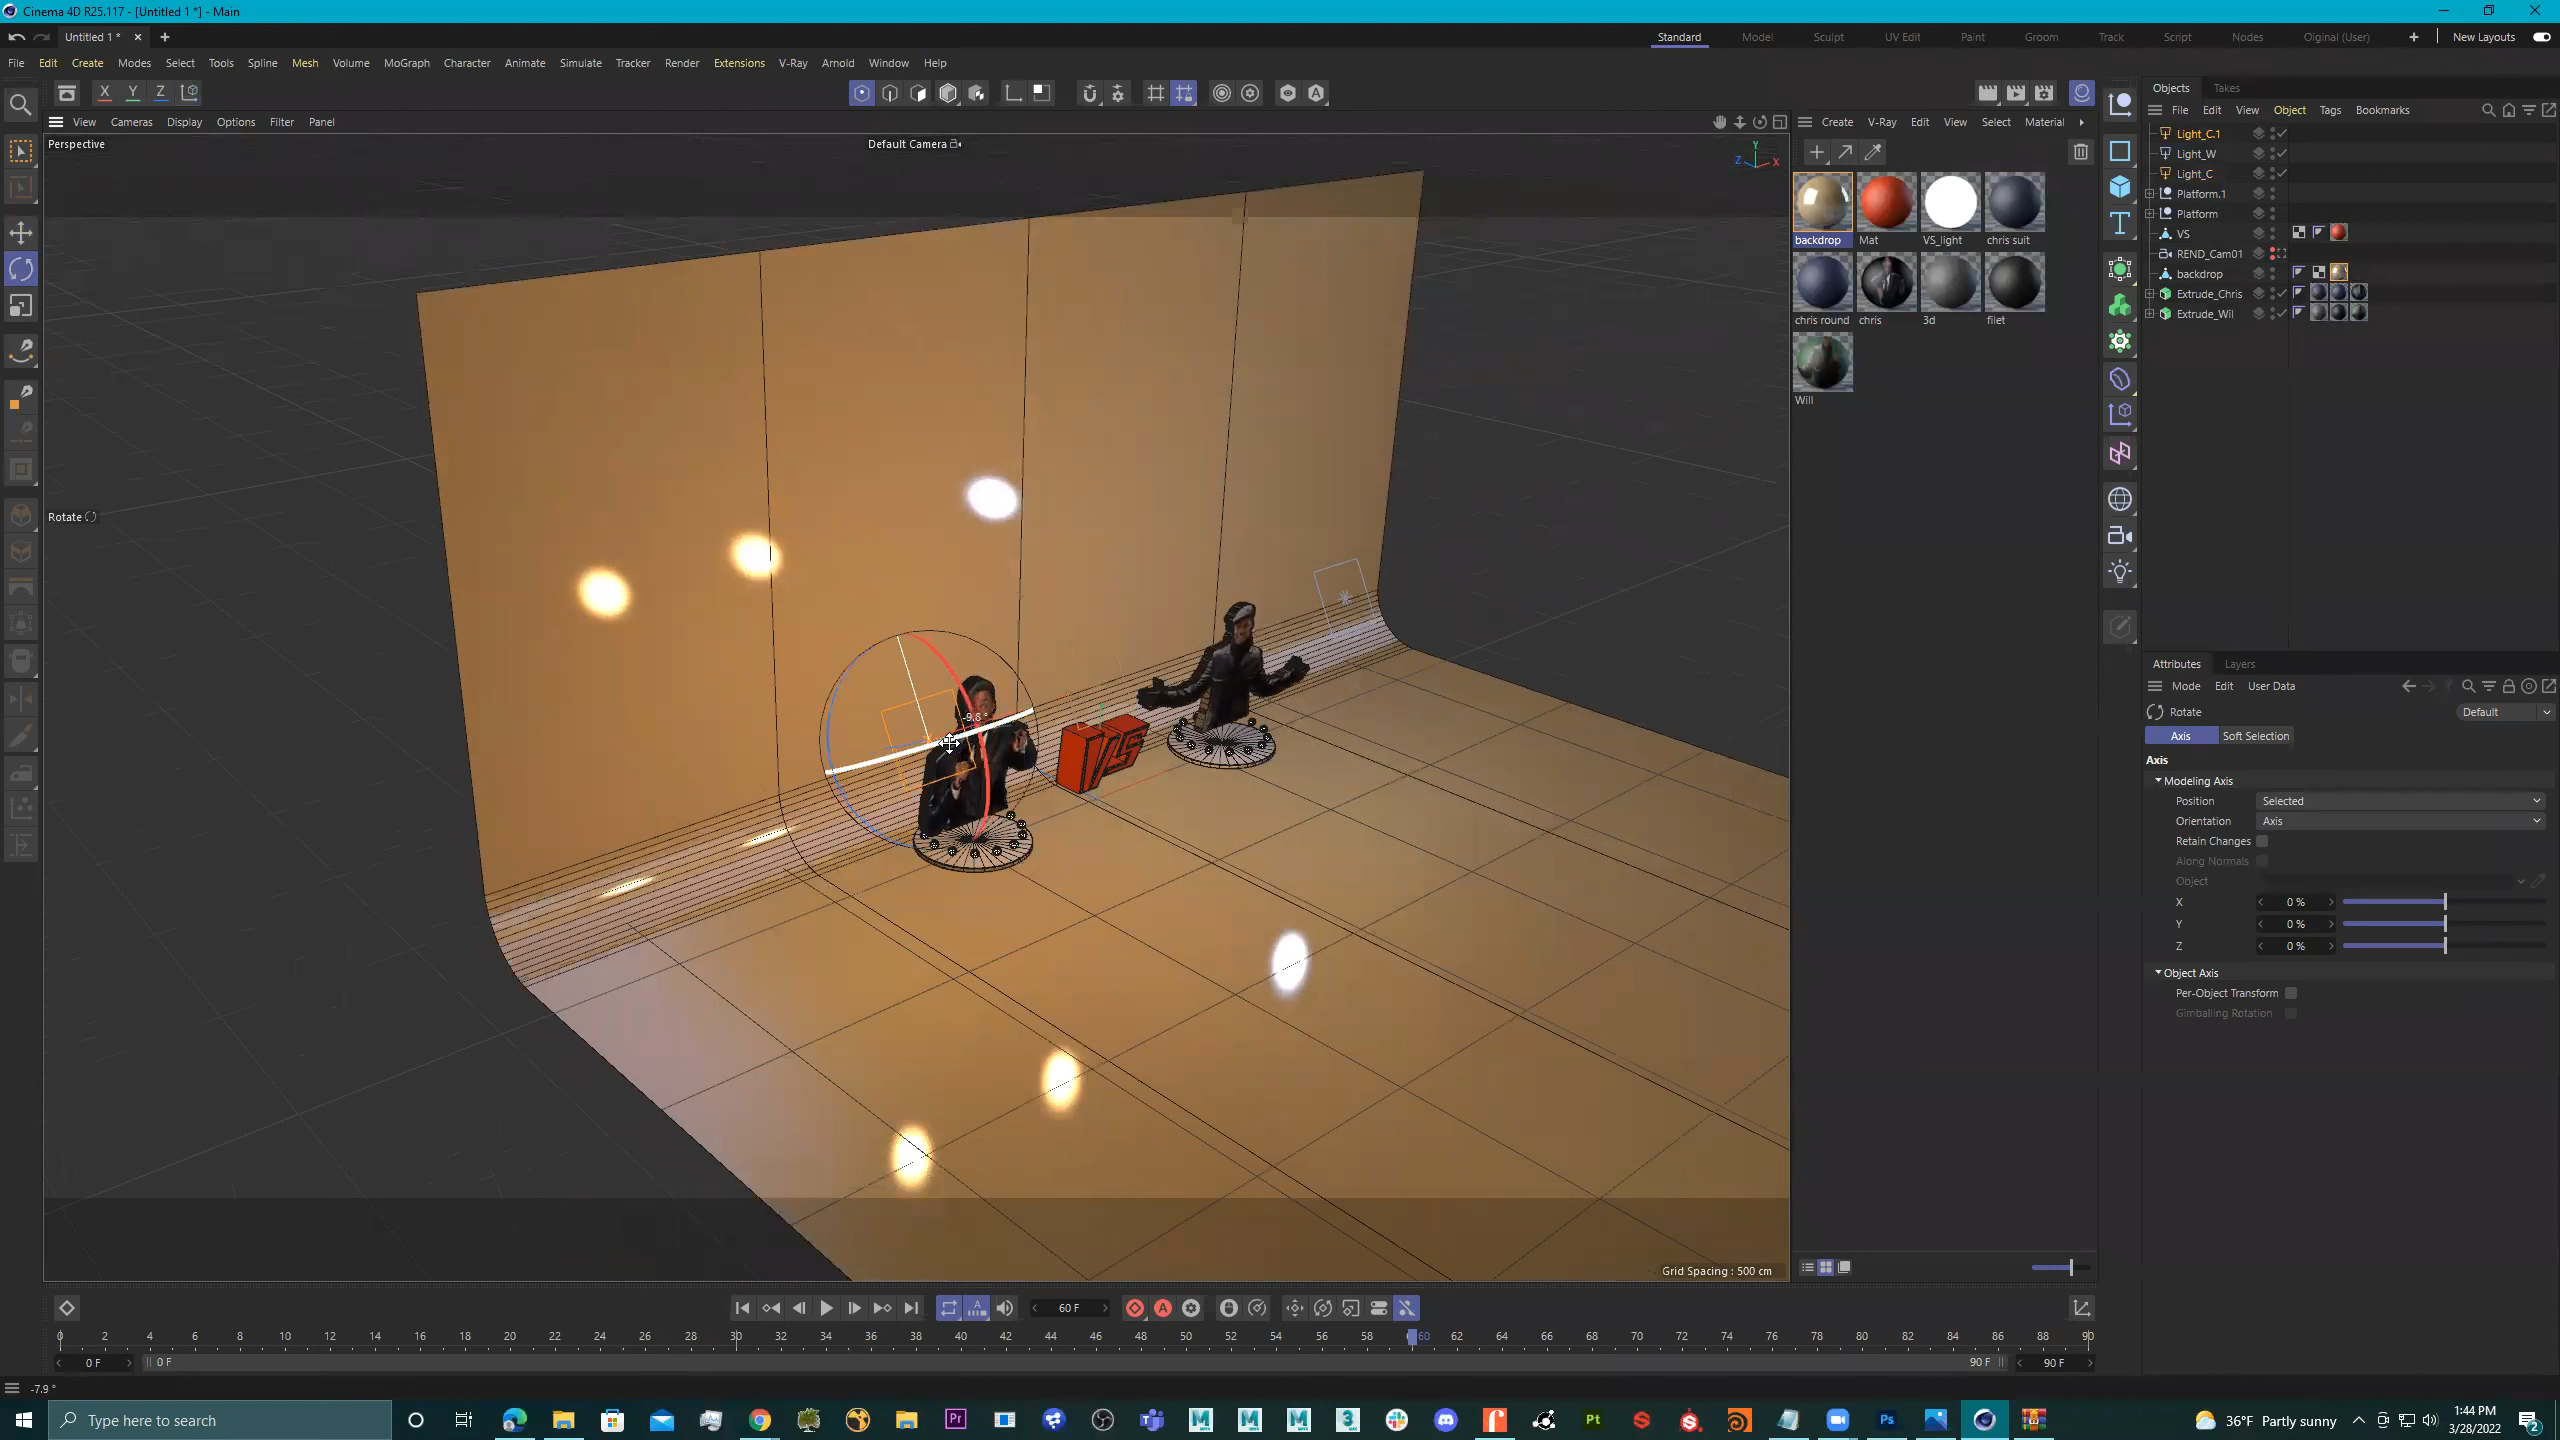 Cinema 4D R25.117 - [Untitled 1 *] - Main
Untitled 1 *
Standard Model Sculpt UV Edit Paint Groom Track Script Nodes Oiginal (User) New Layouts
File Edit Create Modes Select Tools Spline Mesh Volume MoGraph Character Animate Simulate Tracker Render Extensions V-Ray Arnold Window Help
X Y Z
Objects Takes
File Edit View Object Tags Bookmarks
View Cameras Display Options Filter Panel
Create V-Ray Edit View Select Material
Perspective
Default Camera
Y
Z X
Light_C.1
Light_W
Light_C
Platform.1
Platform
VS
REND_Cam01
backdrop
Extrude_Chris
Extrude_Wil
backdrop Mat VS_light chris suit
chris round chris 3d filet
Will
Rotate
-9.8 °
VS
Grid Spacing : 500 cm
Attributes Layers
Mode Edit User Data
Rotate Default
Axis Soft Selection
Axis
Modeling Axis
Position Selected
Orientation Axis
Retain Changes
Along Normals
Object
X 0 %
Y 0 %
Z 0 %
Object Axis
Per-Object Transform
Gimballing Rotation
60 F
0 2 4 6 8 10 12 14 16 18 20 22 24 26 28 30 32 34 36 38 40 42 44 46 48 50 52 54 56 58 60 62 64 66 68 70 72 74 76 78 80 82 84 86 88 90
0 F 0 F 90 F 90 F
-7.9 °
Type here to search
36°F Partly sunny
1:44 PM
3/28/2022
2